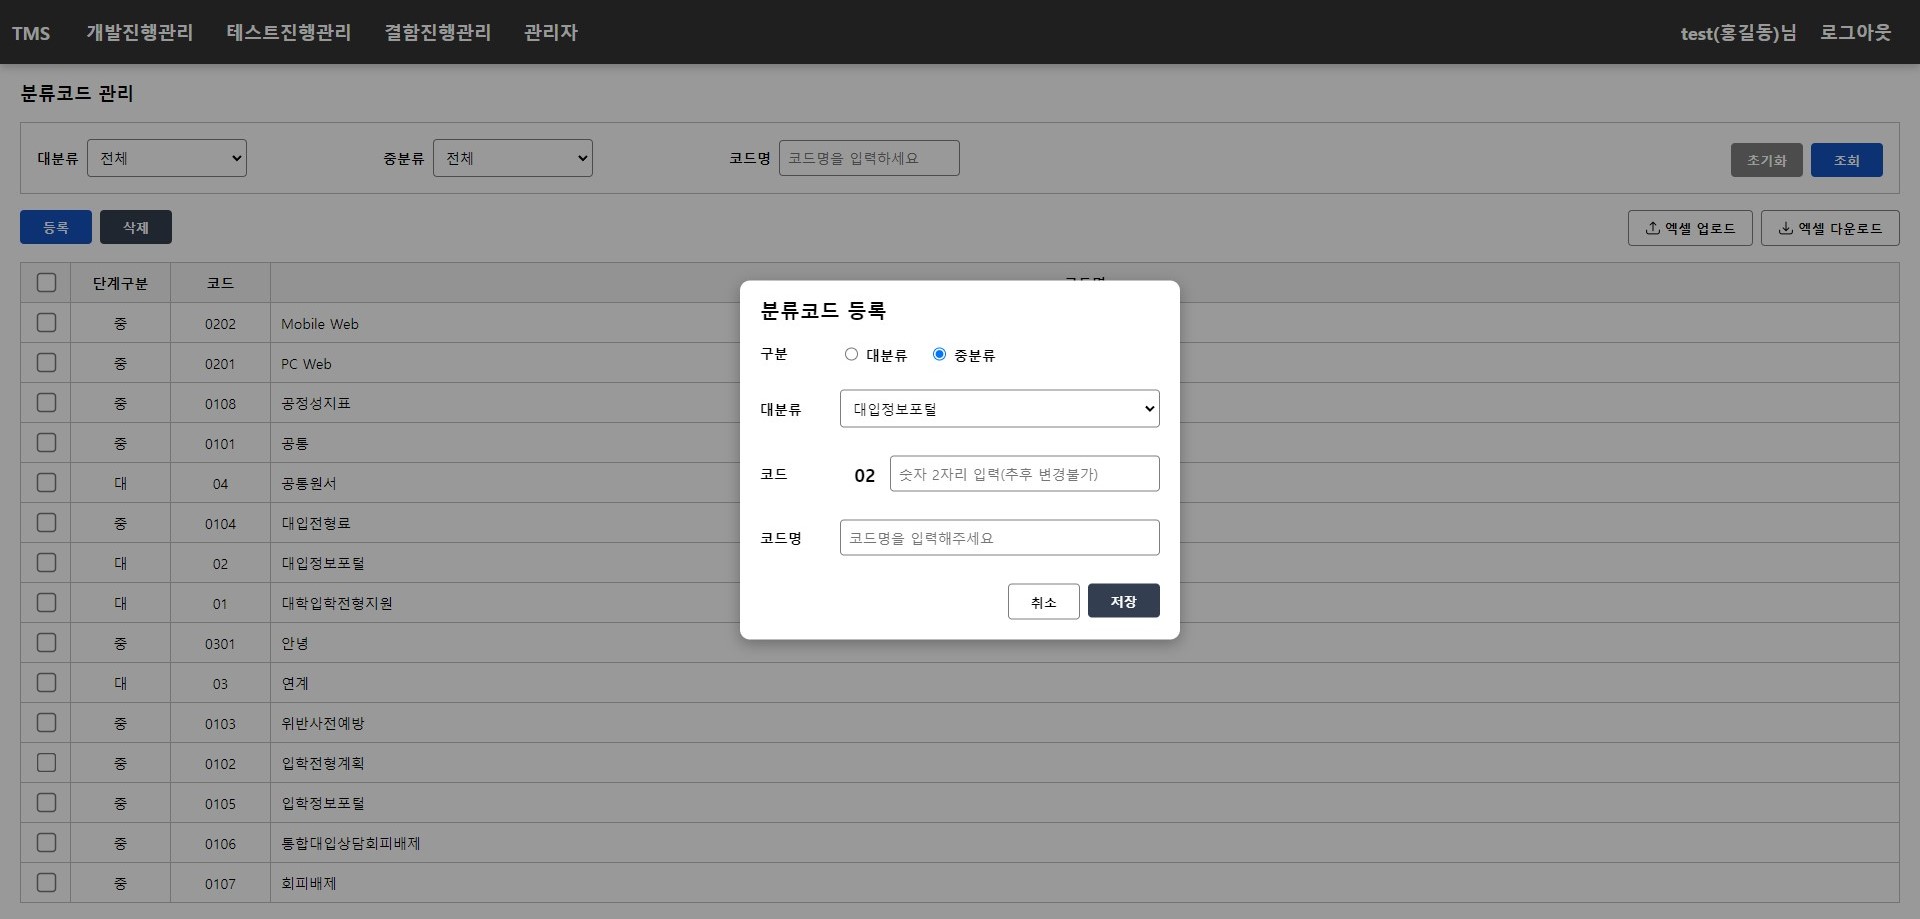 TMS 개발진행관리 테스트진행관리 결함진행관리 관리자 test(홍길동)님 로그아웃
분류코드 관리
대분류 전체 중분류 전체 코드명 코드명을 입력하세요 초기화 조회
등록 삭제 엑셀 업로드 엑셀 다운로드
단계구분 코드
중 0202 Mobile Web
중 0201 PC Web
중 0108 공정성지표
중 0101 공통
대 04 공통원서
중 0104 대입전형료
대 02 대입정보포털
대 01 대학입학전형지원
중 0301 안녕
대 03 연계
중 0103 위반사전예방
중 0102 입학전형계획
중 0105 입학정보포털
중 0106 통합대입상담회피배제
중 0107 회피배제
분류코드 등록
구분 대분류 중분류
대분류 대입정보포털
코드 02 숫자 2자리 입력(추후 변경불가)
코드명 코드명을 입력해주세요
취소 저장